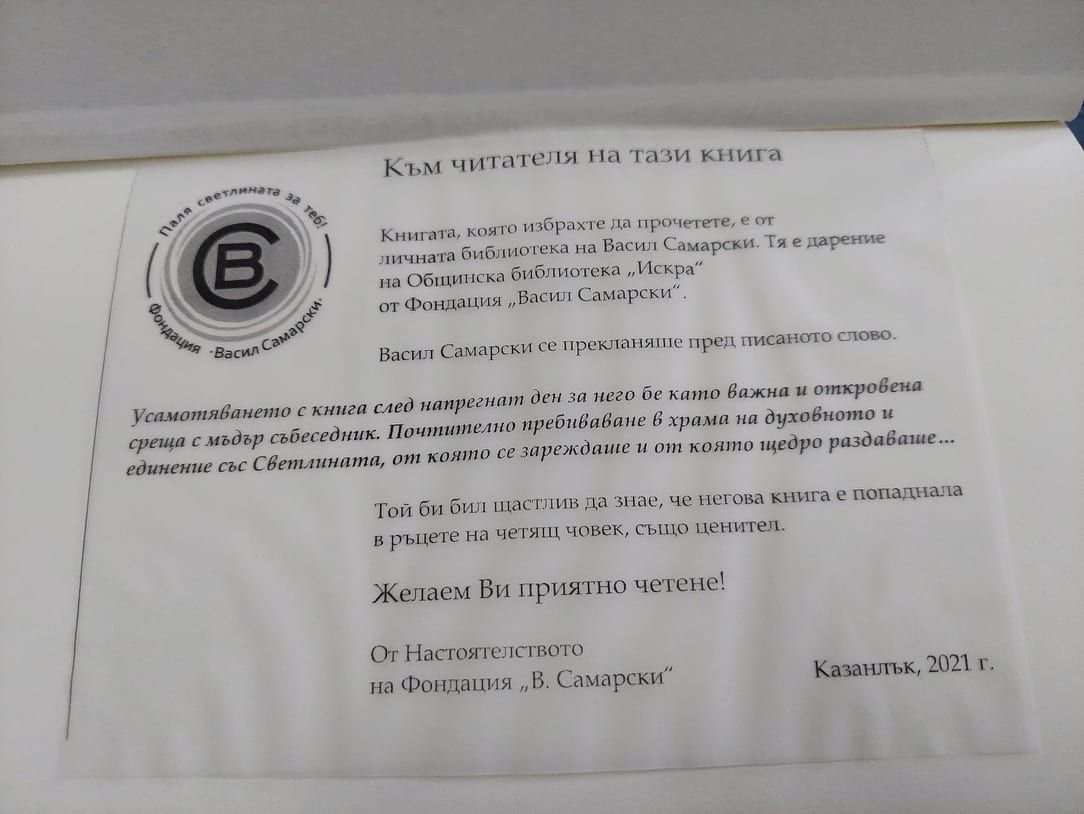 Към читателя на тази книга
Паля светлината за теб!
СВ
Фондация ·Васил Самарски·
Книгата, която избрахте да прочетете, е от
личната библиотека на Васил Самарски. Тя е дарение
на Общинска библиотека „Искра“
от Фондация „Васил Самарски“.
Васил Самарски се прекланяше пред писаното слово.
Усамотяването с книга след напрегнат ден за него бе като важна и откровена
среща с мъдър събеседник. Почтително пребиваване в храма на духовното и
единение със Светлината, от която се зареждаше и от която щедро раздаваше...
Той би бил щастлив да знае, че негова книга е попаднала
в ръцете на четящ човек, също ценител.
Желаем Ви приятно четене!
От Настоятелството
на Фондация „В. Самарски“
Казанлък, 2021 г.